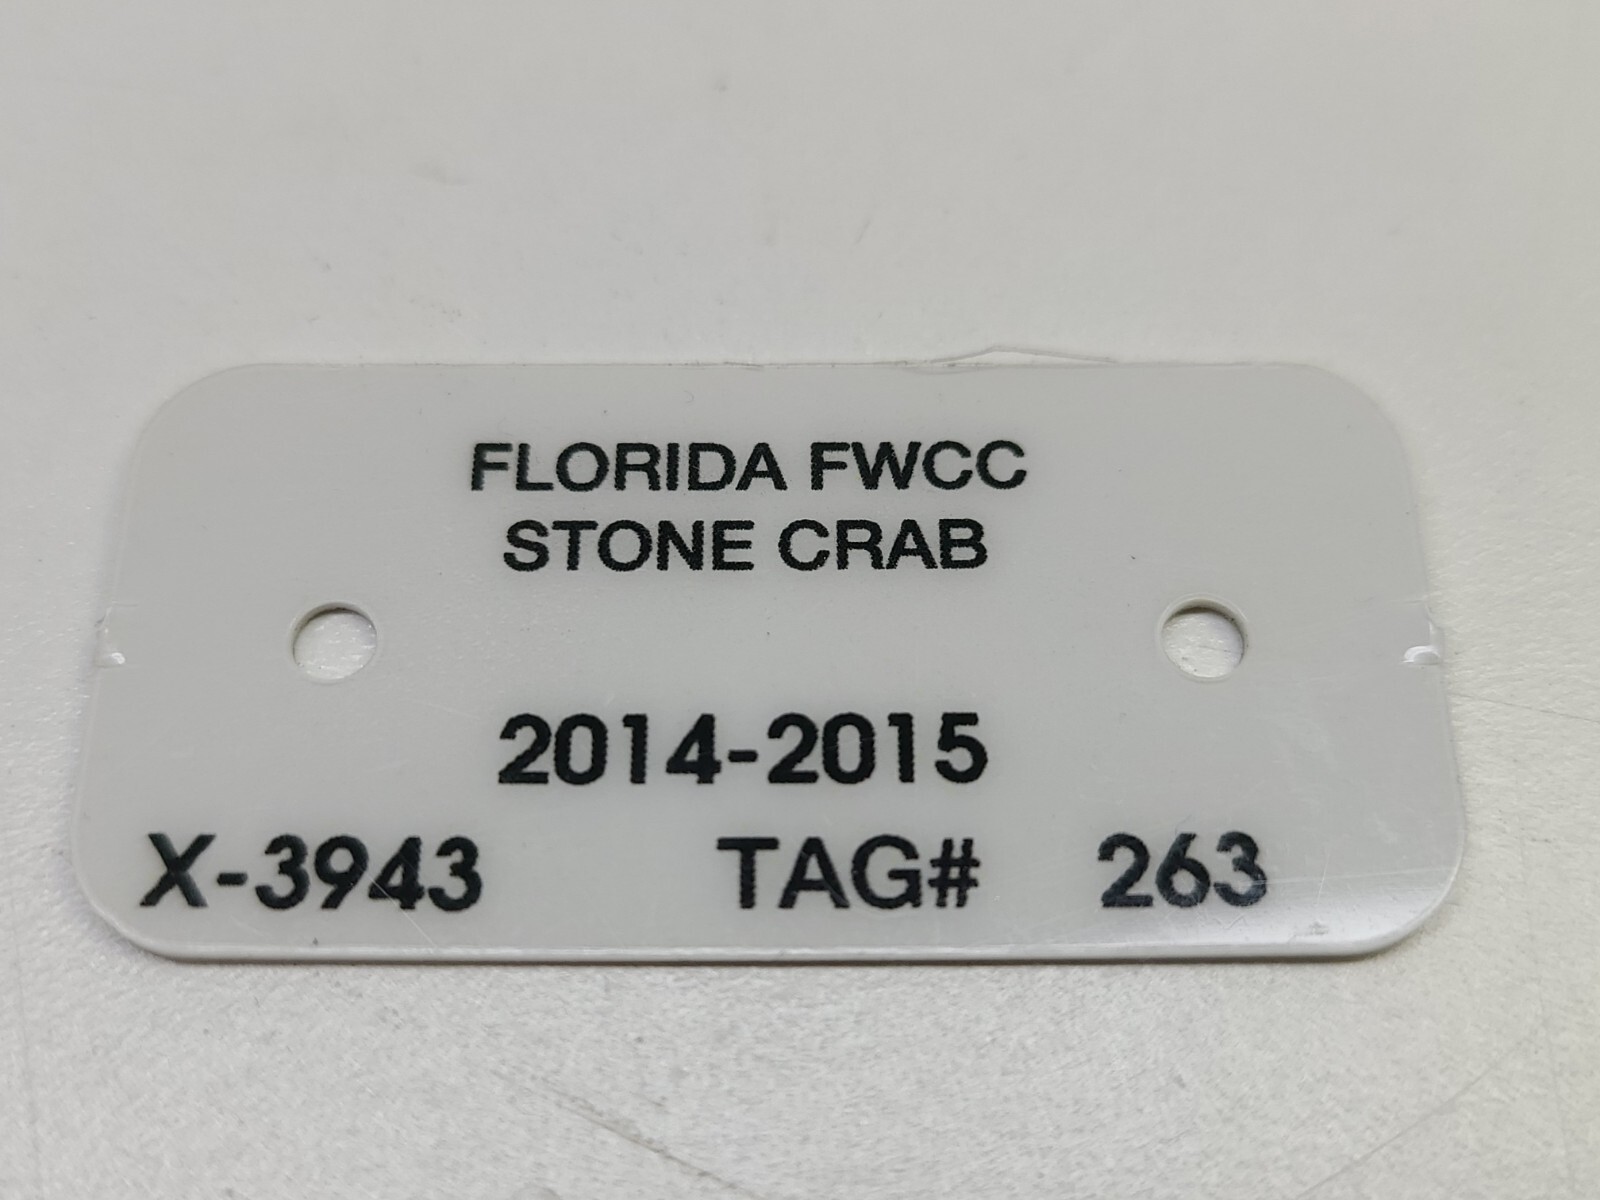 FLORIDA FWCC
STONE CRAB
2014-2015
X-3943 TAG# 263